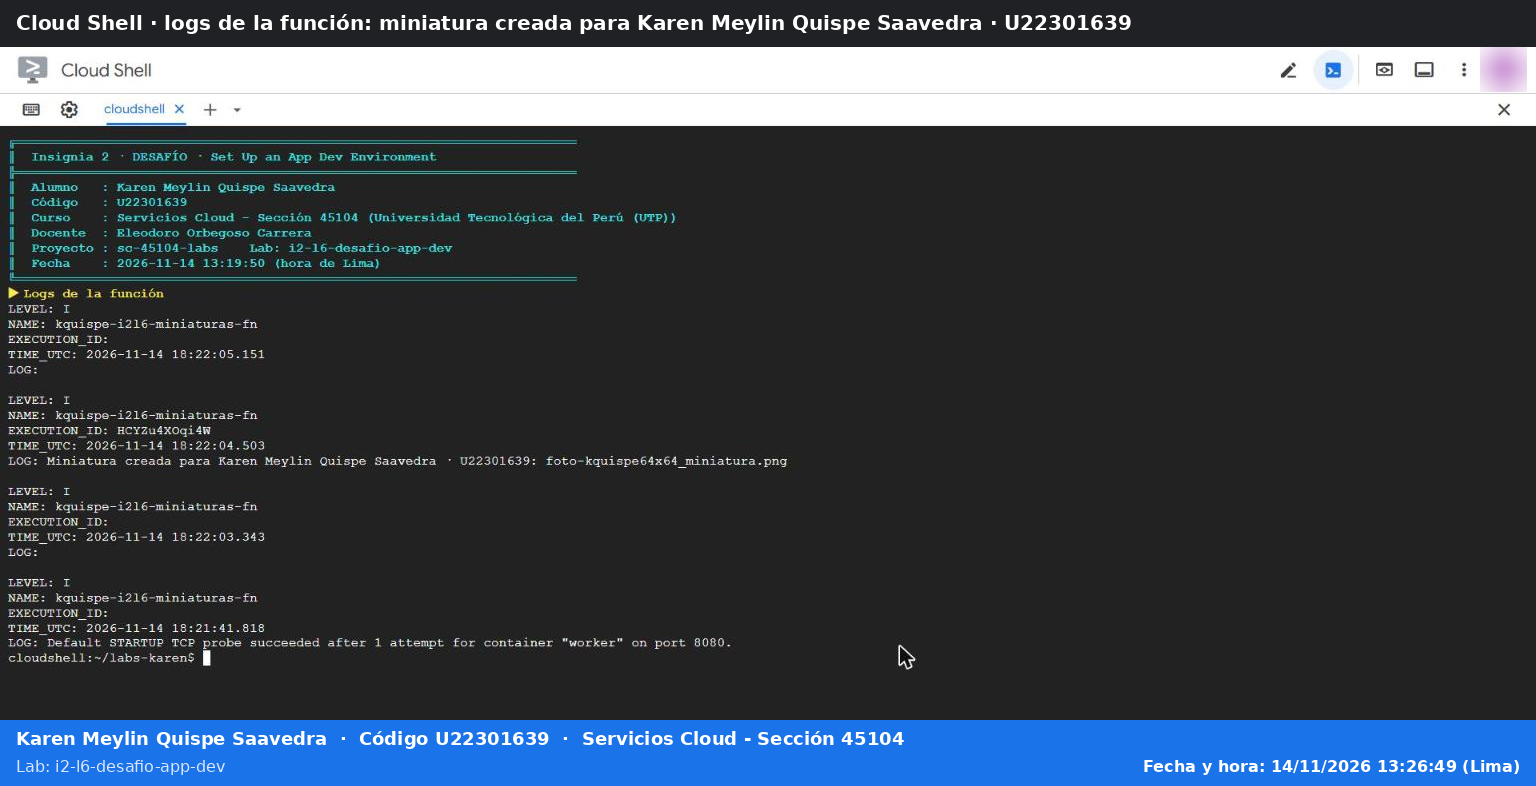 Cloud Shell · logs de la función: miniatura creada para Karen Meylin Quispe Saavedra · U22301639
Cloud Shell
cloudshell
Insignia 2 · DESAFÍO · Set Up an App Dev Environment
Alumno : Karen Meylin Quispe Saavedra
Código : U22301639
Curso : Servicios Cloud - Sección 45104 (Universidad Tecnológica del Perú (UTP))
Docente : Eleodoro Orbegoso Carrera
Proyecto : sc-45104-labs Lab: i2-l6-desafio-app-dev
Fecha : 2026-11-14 13:19:50 (hora de Lima)
▶ Logs de la función
LEVEL: I
NAME: kquispe-i2l6-miniaturas-fn
EXECUTION_ID:
TIME_UTC: 2026-11-14 18:22:05.151
LOG:
LEVEL: I
NAME: kquispe-i2l6-miniaturas-fn
EXECUTION_ID: HCYZu4XOqi4W
TIME_UTC: 2026-11-14 18:22:04.503
LOG: Miniatura creada para Karen Meylin Quispe Saavedra · U22301639: foto-kquispe64x64_miniatura.png
LEVEL: I
NAME: kquispe-i2l6-miniaturas-fn
EXECUTION_ID:
TIME_UTC: 2026-11-14 18:22:03.343
LOG:
LEVEL: I
NAME: kquispe-i2l6-miniaturas-fn
EXECUTION_ID:
TIME_UTC: 2026-11-14 18:21:41.818
LOG: Default STARTUP TCP probe succeeded after 1 attempt for container "worker" on port 8080.
cloudshell:~/labs-karen$
Karen Meylin Quispe Saavedra · Código U22301639 · Servicios Cloud - Sección 45104
Lab: i2-l6-desafio-app-dev
Fecha y hora: 14/11/2026 13:26:49 (Lima)